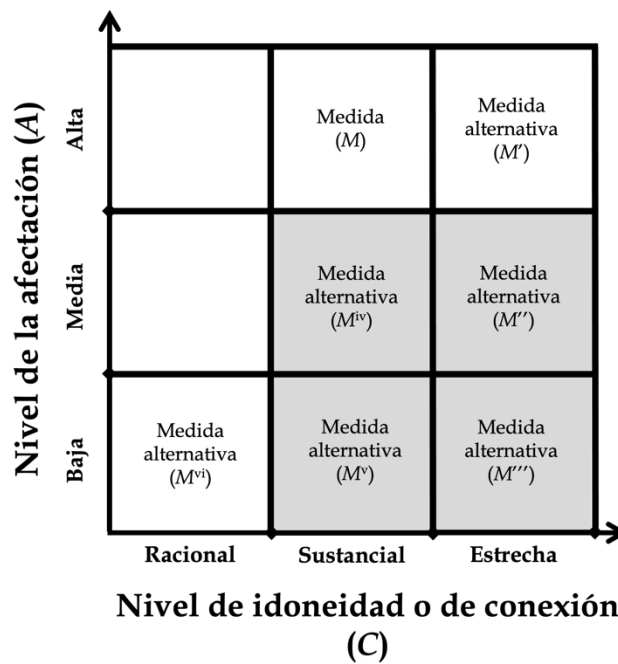 Nivel de la afectación (A)
Alta
Media
Baja
Medida
(M)
Medida
alternativa
(M')
Medida
alternativa
(Mⁱᵛ)
Medida
alternativa
(M'')
Medida
alternativa
(Mᵛⁱ)
Medida
alternativa
(Mᵛ)
Medida
alternativa
(M''')
Racional
Sustancial
Estrecha
Nivel de idoneidad o de conexión
(C)